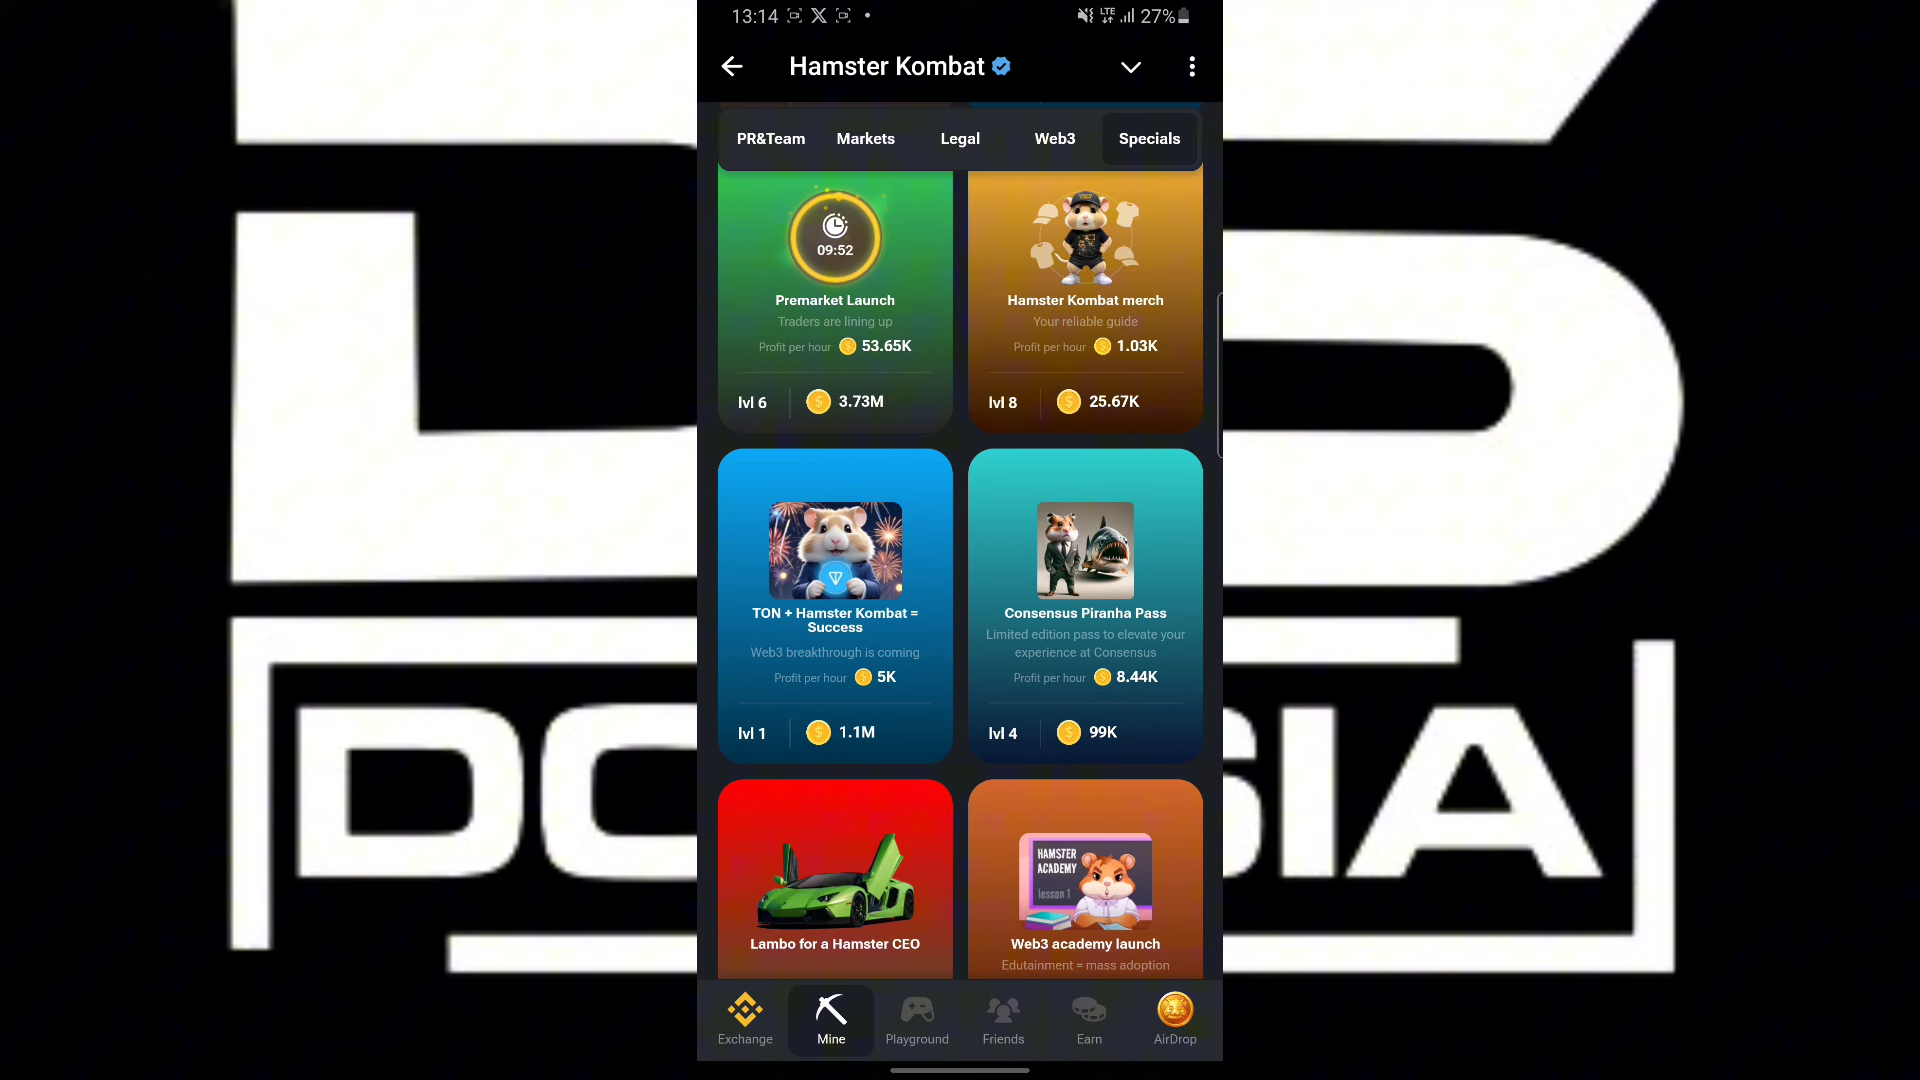 13:14
LTE
27%
Hamster Kombat
PR&Team Markets Legal Web3 Specials
09:52
Premarket Launch
Traders are lining up
Profit per hour 53.65K
lvl 6 3.73M
Hamster Kombat merch
Your reliable guide
Profit per hour 1.03K
lvl 8 25.67K
TON + Hamster Kombat =
Success
Web3 breakthrough is coming
Profit per hour 5K
lvl 1 1.1M
Consensus Piranha Pass
Limited edition pass to elevate your
experience at Consensus
Profit per hour 8.44K
lvl 4 99K
Lambo for a Hamster CEO
HAMSTER
ACADEMY
lesson 1
Web3 academy launch
Edutainment = mass adoption
Exchange Mine Playground Friends Earn AirDrop